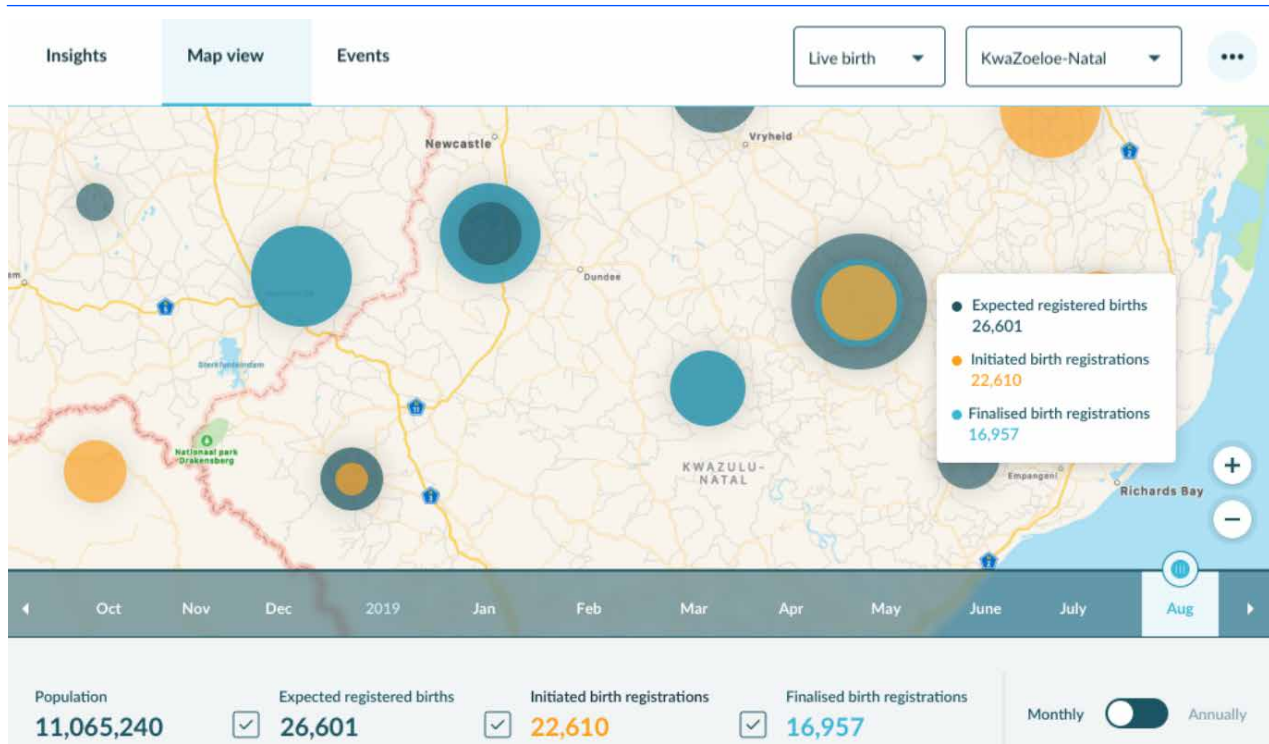 Insights
Map view
Events
Live birth
KwaZoeloe-Natal
Newcastle
Vryheid
Dundee
Sterkfonteindam
Nationaal park
Drakensberg
KWAZULU-
NATAL
Empangeni
Richards Bay
Expected registered births
26,601
Initiated birth registrations
22,610
Finalised birth registrations
16,957
Oct
Nov
Dec
2019
Jan
Feb
Mar
Apr
May
June
July
Aug
Population
11,065,240
Expected registered births
26,601
Initiated birth registrations
22,610
Finalised birth registrations
16,957
Monthly
Annually